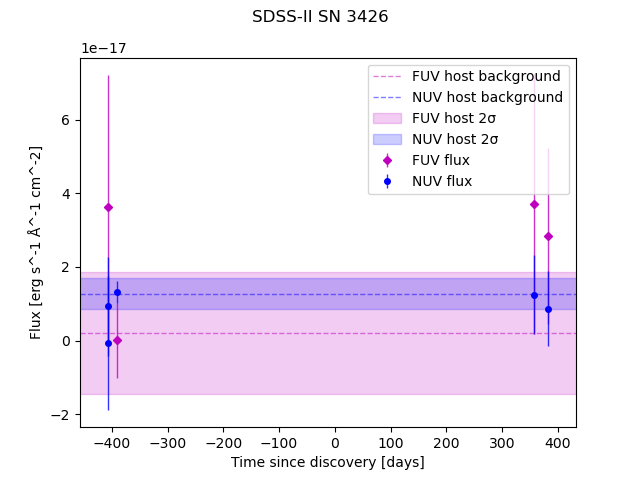 SDSS-II SN 3426
1e−17
FUV host background
NUV host background
FUV host 2σ
NUV host 2σ
FUV flux
NUV flux
6
4
2
0
−2
Flux [erg s^-1 Å^-1 cm^-2]
−400 −300 −200 −100 0 100 200 300 400
Time since discovery [days]